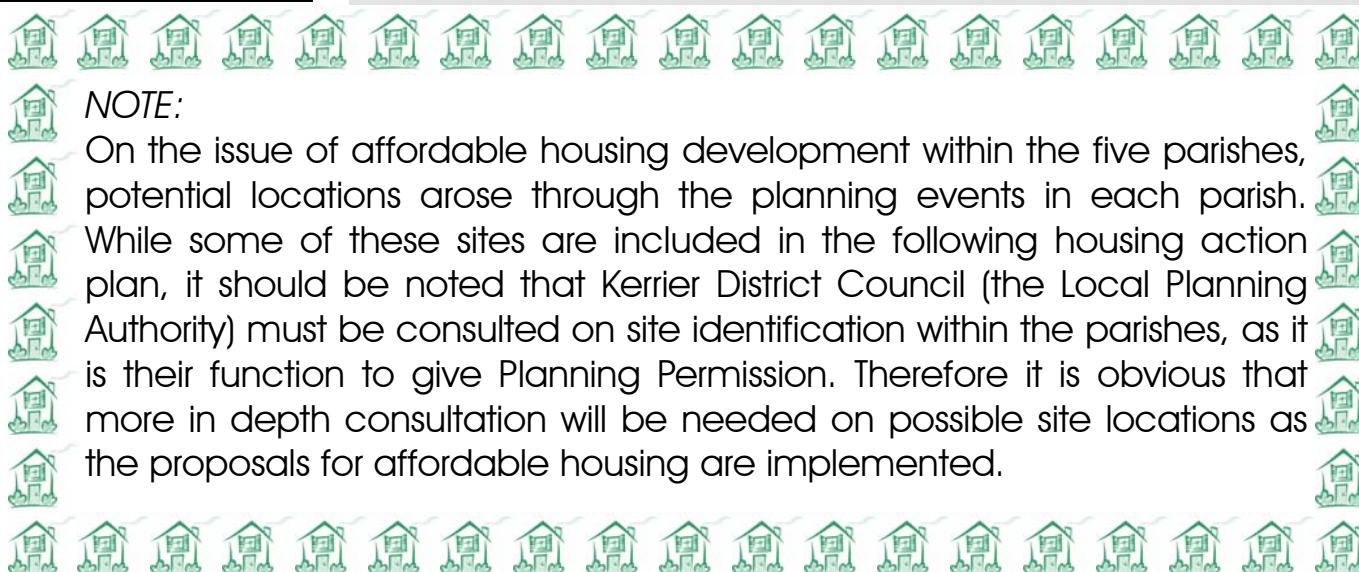 NOTE:
On the issue of affordable housing development within the five parishes,
potential locations arose through the planning events in each parish.
While some of these sites are included in the following housing action
plan, it should be noted that Kerrier District Council (the Local Planning
Authority) must be consulted on site identification within the parishes, as it
is their function to give Planning Permission. Therefore it is obvious that
more in depth consultation will be needed on possible site locations as
the proposals for affordable housing are implemented.